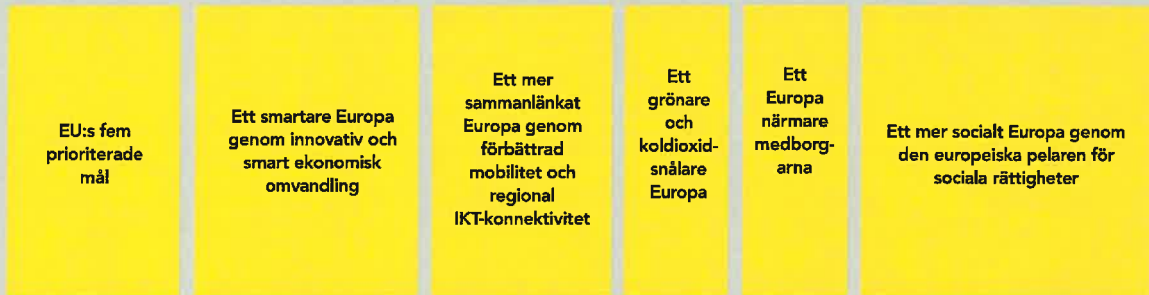 EU:s fem
prioriterade
mål
Ett smartare Europa
genom innovativ och
smart ekonomisk
omvandling
Ett mer
sammanlänkat
Europa genom
förbättrad
mobilitet och
regional
IKT-konnektivitet
Ett
grönare
och
koldioxid-
snålare
Europa
Ett
Europa
närmare
medborg-
arna
Ett mer socialt Europa genom
den europeiska pelaren för
sociala rättigheter